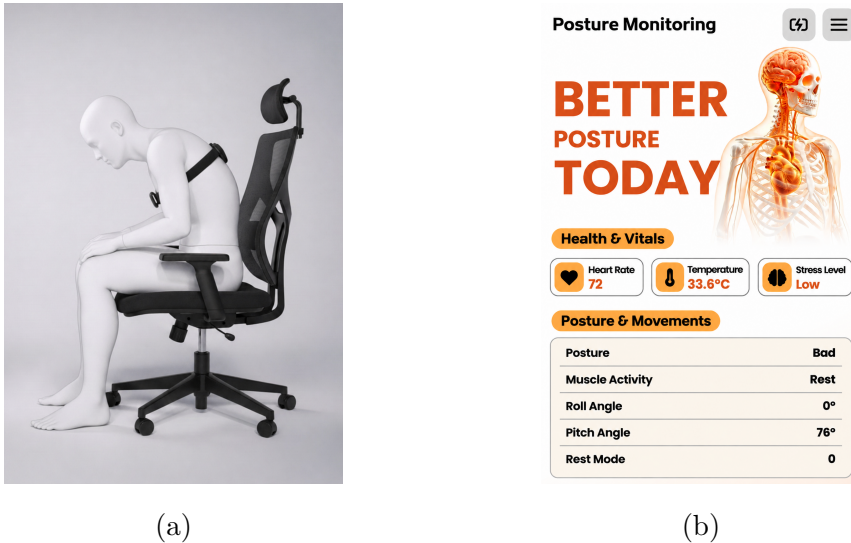 Posture Monitoring
BETTER
POSTURE
TODAY
Health & Vitals
Heart Rate
72
Temperature
33.6°C
Stress Level
Low
Posture & Movements
Posture Bad
Muscle Activity Rest
Roll Angle 0°
Pitch Angle 76°
Rest Mode 0
(a) (b)